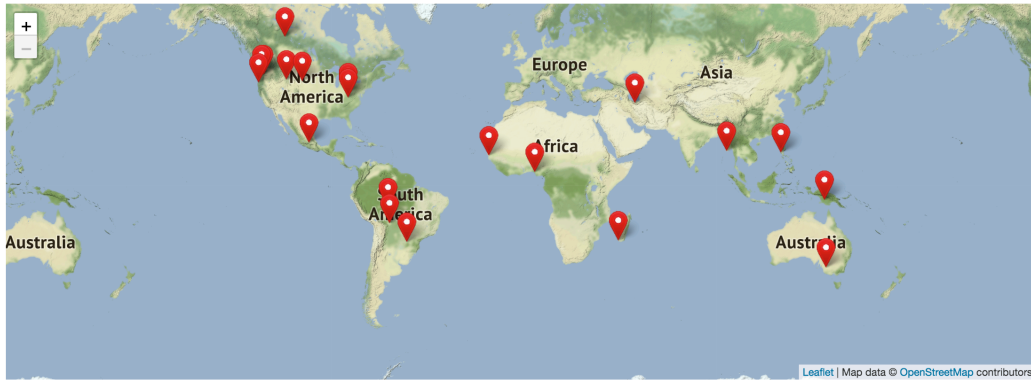 +
−
Europe
Asia
North
America
Africa
South
America
Australia
Australia
Leaflet | Map data © OpenStreetMap contributors